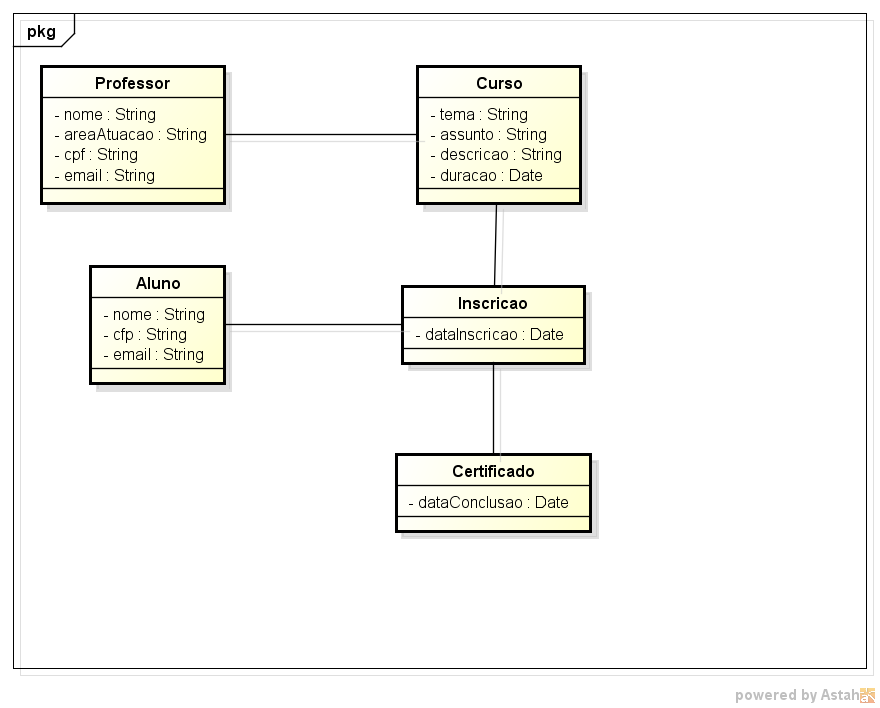 pkg
Professor
- nome : String
- areaAtuacao : String
- cpf : String
- email : String
Curso
- tema : String
- assunto : String
- descricao : String
- duracao : Date
Aluno
- nome : String
- cfp : String
- email : String
Inscricao
- dataInscricao : Date
Certificado
- dataConclusao : Date
powered by Astah